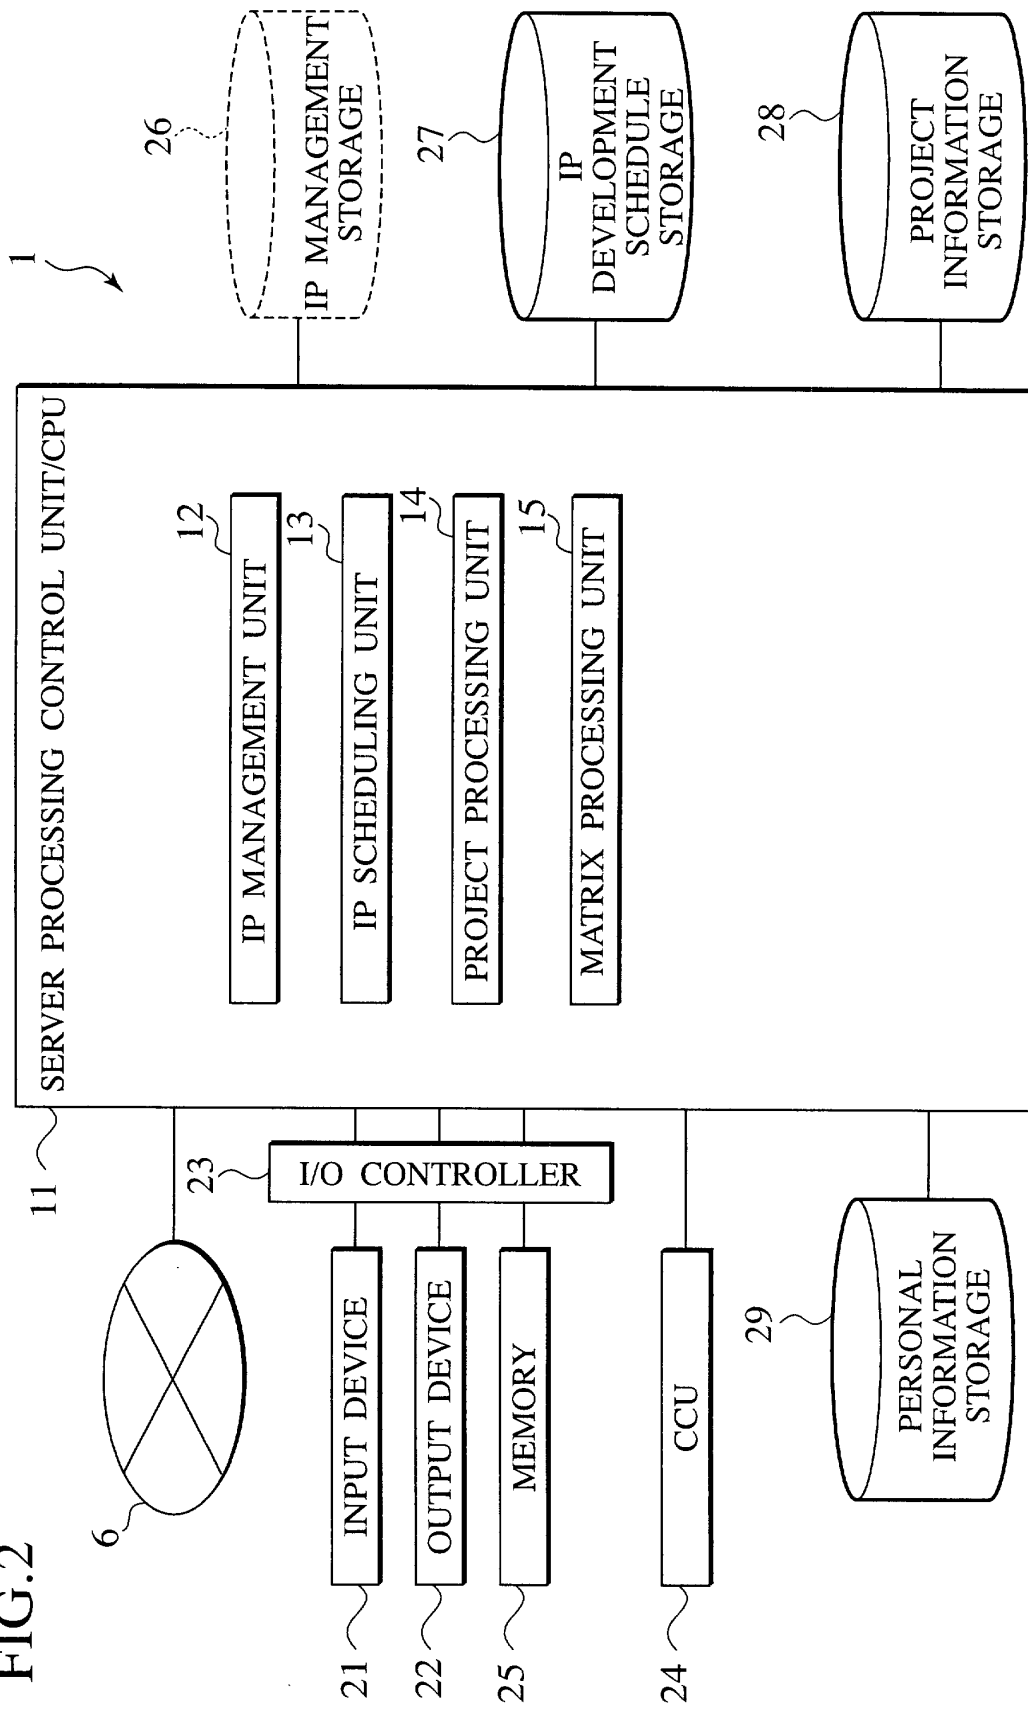 FIG.2
1
6
11
SERVER PROCESSING CONTROL UNIT/CPU
12
IP MANAGEMENT UNIT
13
IP SCHEDULING UNIT
14
PROJECT PROCESSING UNIT
15
MATRIX PROCESSING UNIT
23
I/O CONTROLLER
21
INPUT DEVICE
22
OUTPUT DEVICE
25
MEMORY
24
CCU
26
IP MANAGEMENT
STORAGE
27
IP
DEVELOPMENT
SCHEDULE
STORAGE
28
PROJECT
INFORMATION
STORAGE
29
PERSONAL
INFORMATION
STORAGE